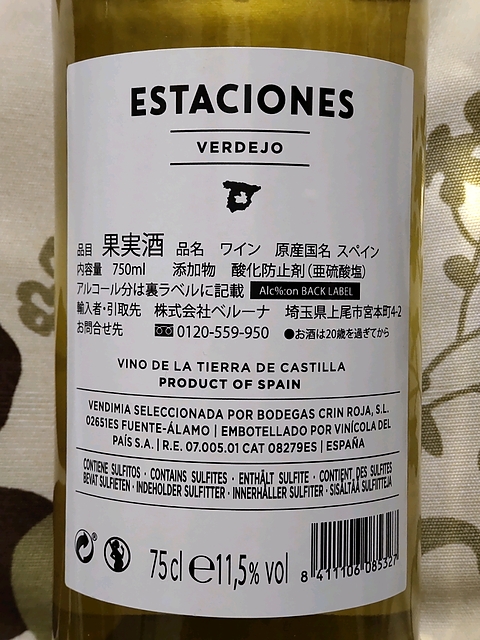 ESTACIONES
VERDEJO
品目 果実酒 品名 ワイン 原産国名 スペイン
内容量 750ml 添加物 酸化防止剤(亜硫酸塩)
アルコール分は裏ラベルに記載 Alc%:on BACK LABEL
輸入者・引取先 株式会社ベルーナ 埼玉県上尾市宮本町4-2
お問合せ先 0120-559-950 ●お酒は20歳を過ぎてから
VINO DE LA TIERRA DE CASTILLA
PRODUCT OF SPAIN
VENDIMIA SELECCIONADA POR BODEGAS CRIN ROJA, S.L.
02651ES FUENTE-ÁLAMO | EMBOTELLADO POR VINÍCOLA DEL
PAÍS S.A. | R.E. 07.005.01 CAT 08279ES | ESPAÑA
CONTIENE SULFITOS · CONTAINS SULFITES · ENTHÄLT SULFITE · CONTIENT DES SULFITES
BEVAT SULFIETEN · INDEHOLDER SULFITTER · INNERHÅLLER SULFITER · SISÄLTÄÄ SULFIITTEJA
75cl e 11,5% vol
8 411106 085327